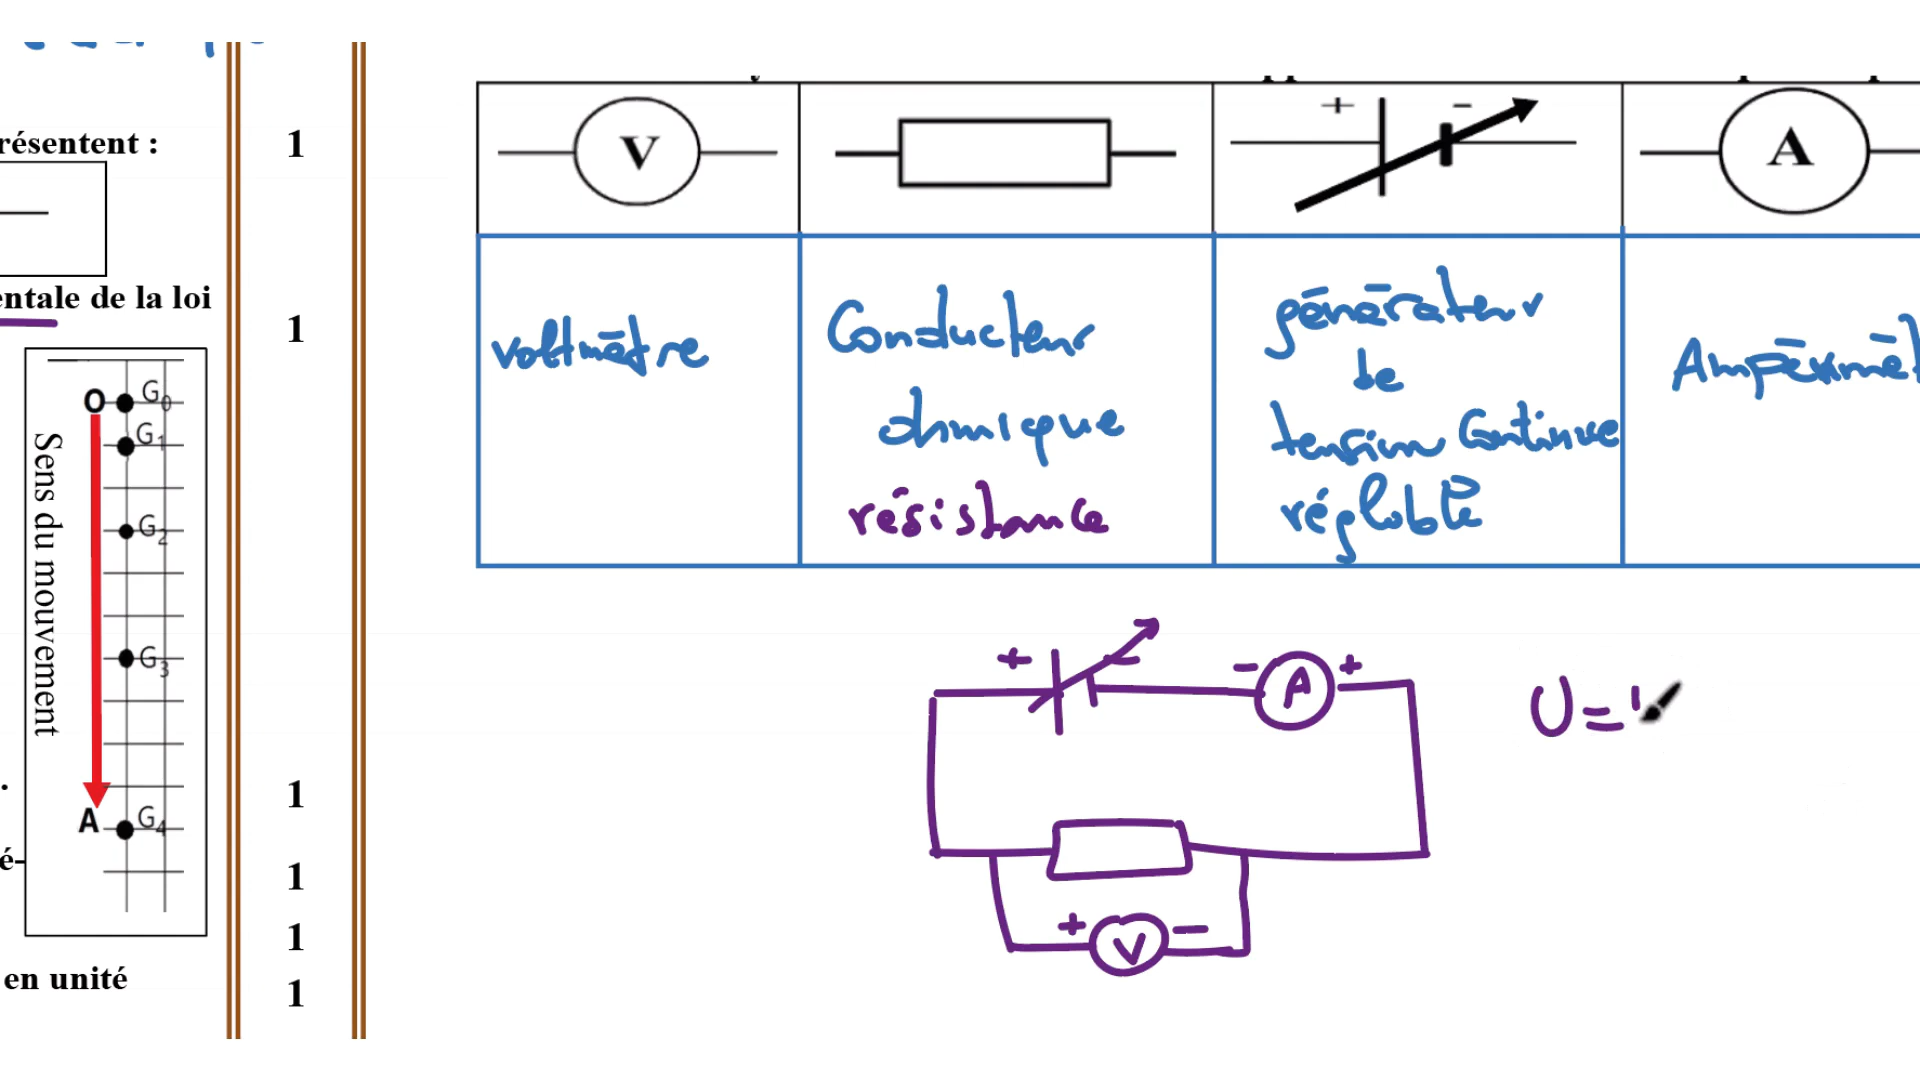 résentent :
1
entale de la loi
1
O
G0
G1
G2
G3
A
G4
Sens du mouvement
.
1
é-
1
1
en unité
1
V
+ -
A
voltmètre
Conducteur
ohmique
résistance
générateur
de
tension Continue
réglable
+ -
- A +
+ V -
U=